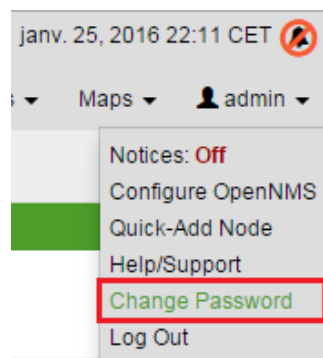 janv. 25, 2016 22:11 CET
s Maps admin
Notices: Off
Configure OpenNMS
Quick-Add Node
Help/Support
Change Password
Log Out